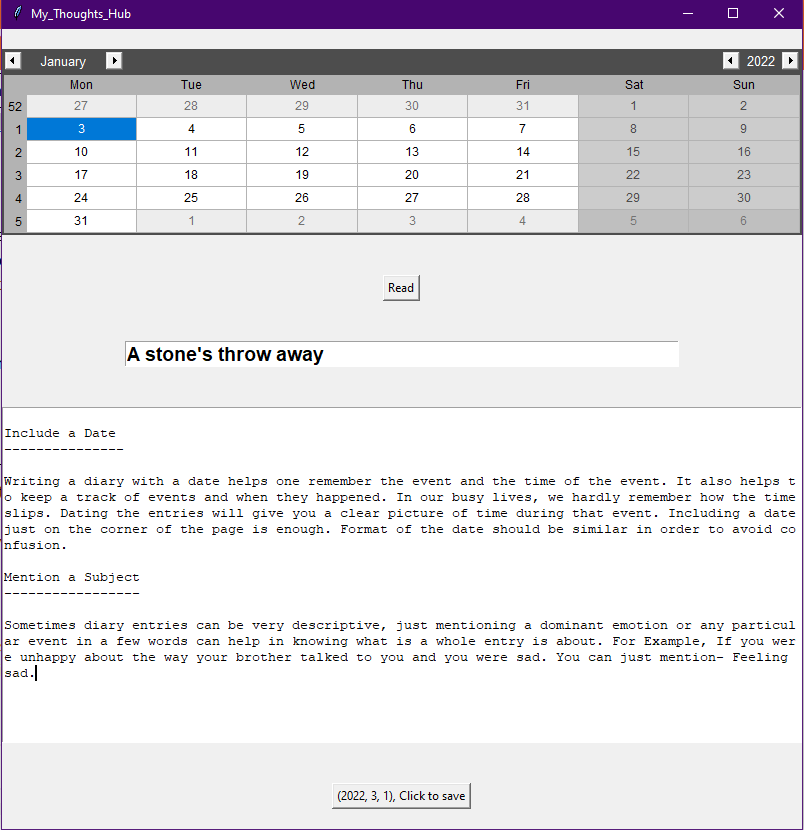 My_Thoughts_Hub
January 2022
Mon Tue Wed Thu Fri Sat Sun
52 27 28 29 30 31 1 2
1 3 4 5 6 7 8 9
2 10 11 12 13 14 15 16
3 17 18 19 20 21 22 23
4 24 25 26 27 28 29 30
5 31 1 2 3 4 5 6
Read
A stone's throw away
Include a Date
---------------
Writing a diary with a date helps one remember the event and the time of the event. It also helps t
o keep a track of events and when they happened. In our busy lives, we hardly remember how the time
slips. Dating the entries will give you a clear picture of time during that event. Including a date
just on the corner of the page is enough. Format of the date should be similar in order to avoid co
nfusion.
Mention a Subject
-----------------
Sometimes diary entries can be very descriptive, just mentioning a dominant emotion or any particul
ar event in a few words can help in knowing what is a whole entry is about. For Example, If you wer
e unhappy about the way your brother talked to you and you were sad. You can just mention- Feeling
sad.
(2022, 3, 1), Click to save